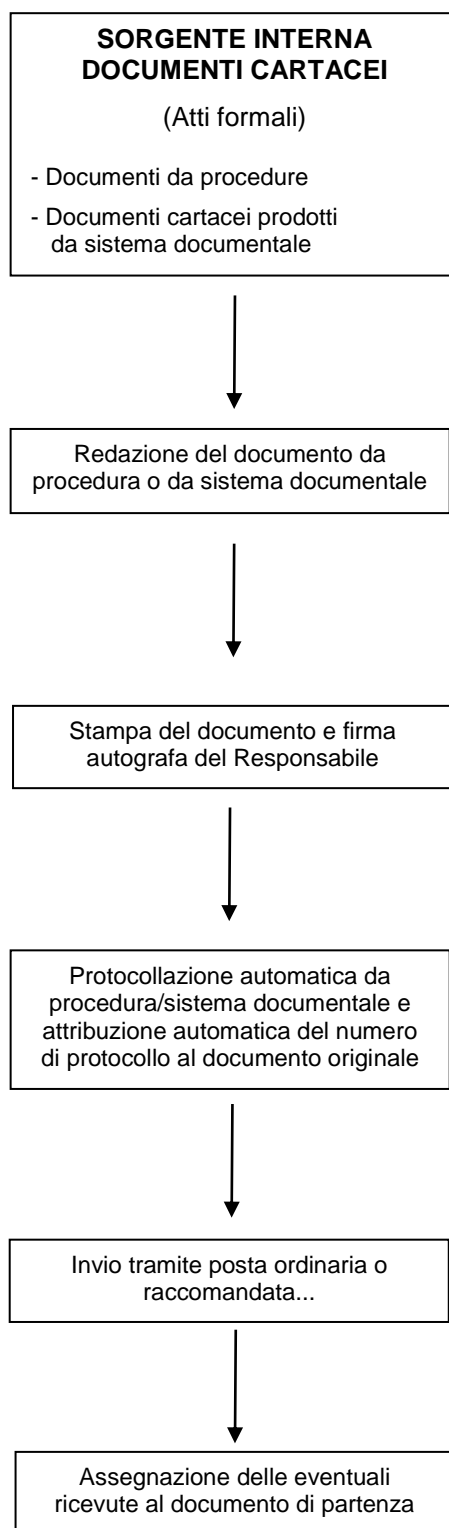 SORGENTE INTERNA
DOCUMENTI CARTACEI
(Atti formali)
- Documenti da procedure
- Documenti cartacei prodotti
da sistema documentale
Redazione del documento da
procedura o da sistema documentale
Stampa del documento e firma
autografa del Responsabile
Protocollazione automatica da
procedura/sistema documentale e
attribuzione automatica del numero
di protocollo al documento originale
Invio tramite posta ordinaria o
raccomandata...
Assegnazione delle eventuali
ricevute al documento di partenza